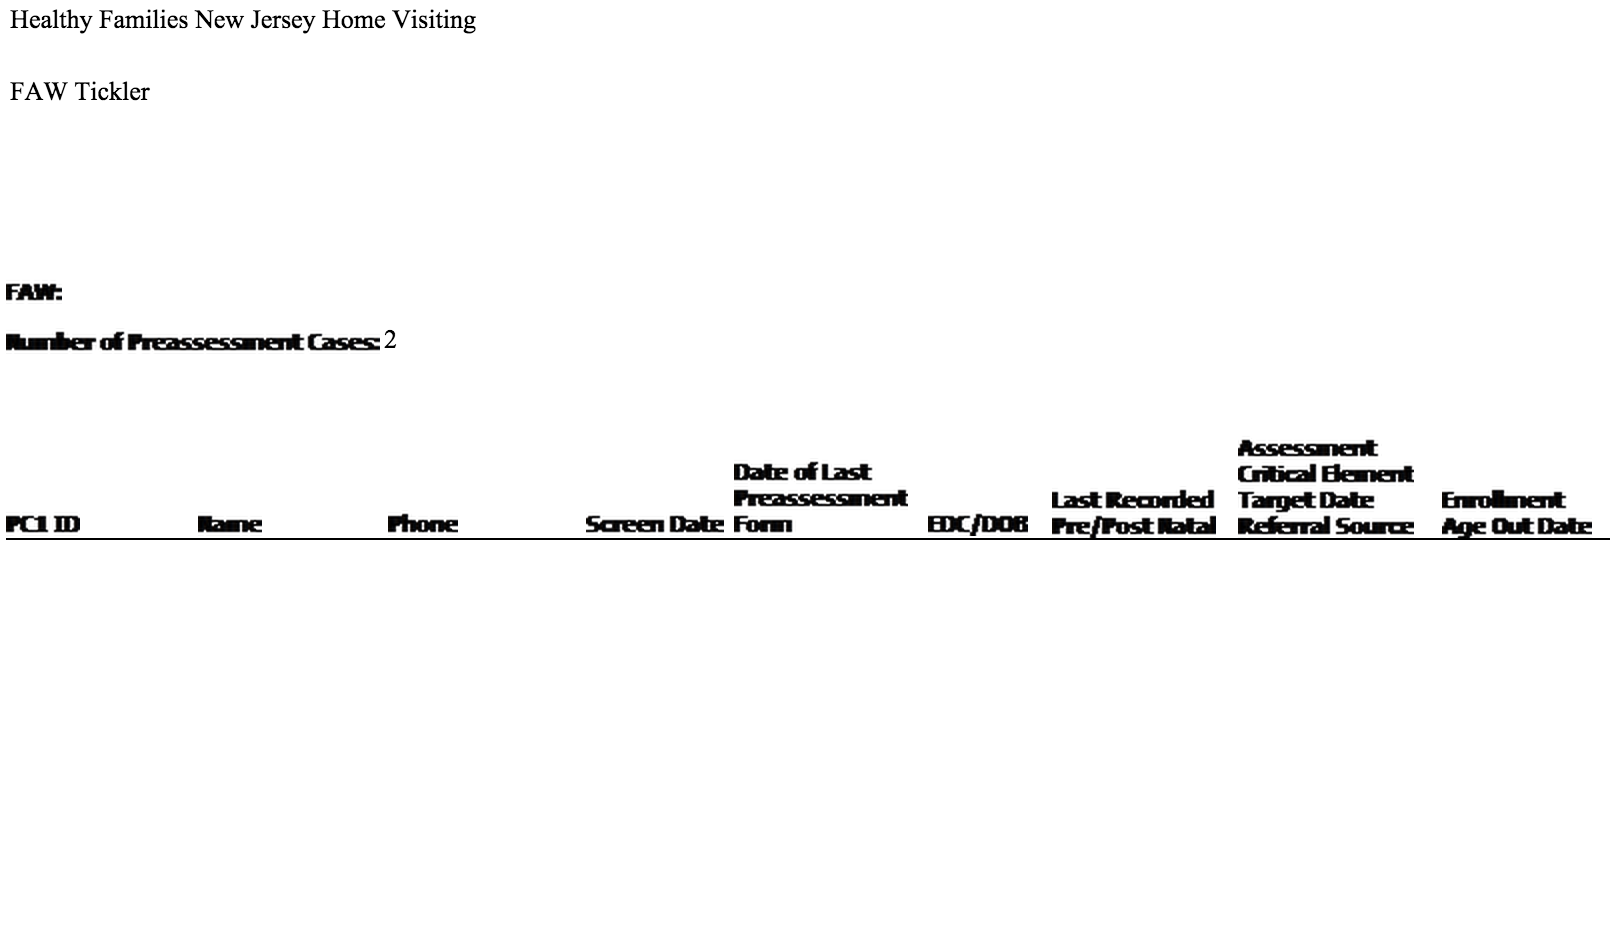 Healthy Families New Jersey Home Visiting
FAW Tickler
FAW:
Number of Preassessment Cases: 2
PC1 ID
Name
Phone
Screen Date
Date of Last
Preassessment
Form
EDC/DOB
Last Recorded
Pre/Post Natal
Assessment
Critical Element
Target Date
Referral Source
Enrollment
Age Out Date